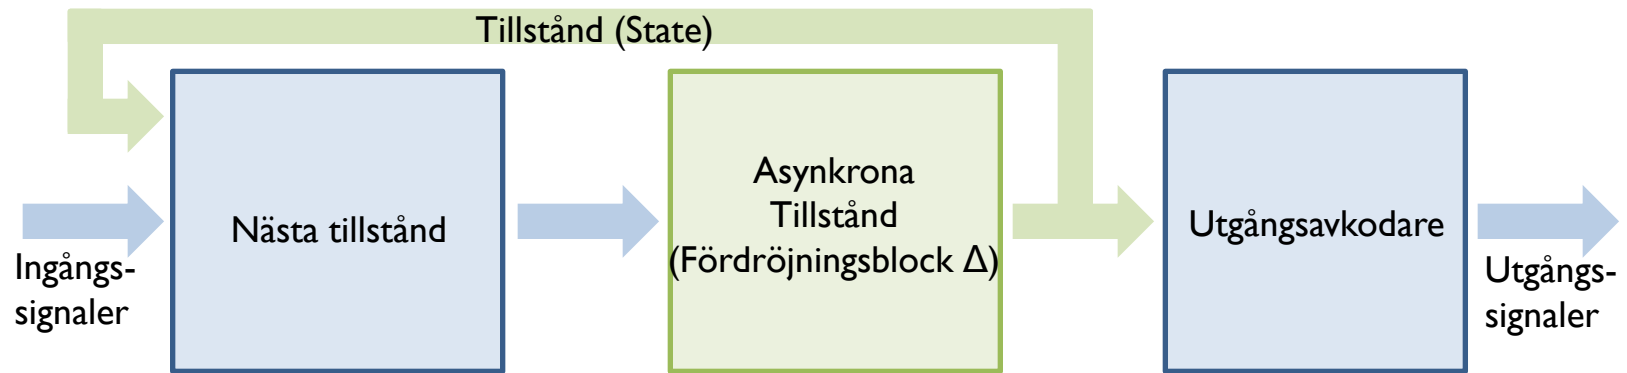 Tillstånd (State)
Ingångs-
signaler
Nästa tillstånd
Asynkrona
Tillstånd
(Fördröjningsblock Δ)
Utgångsavkodare
Utgångs-
signaler